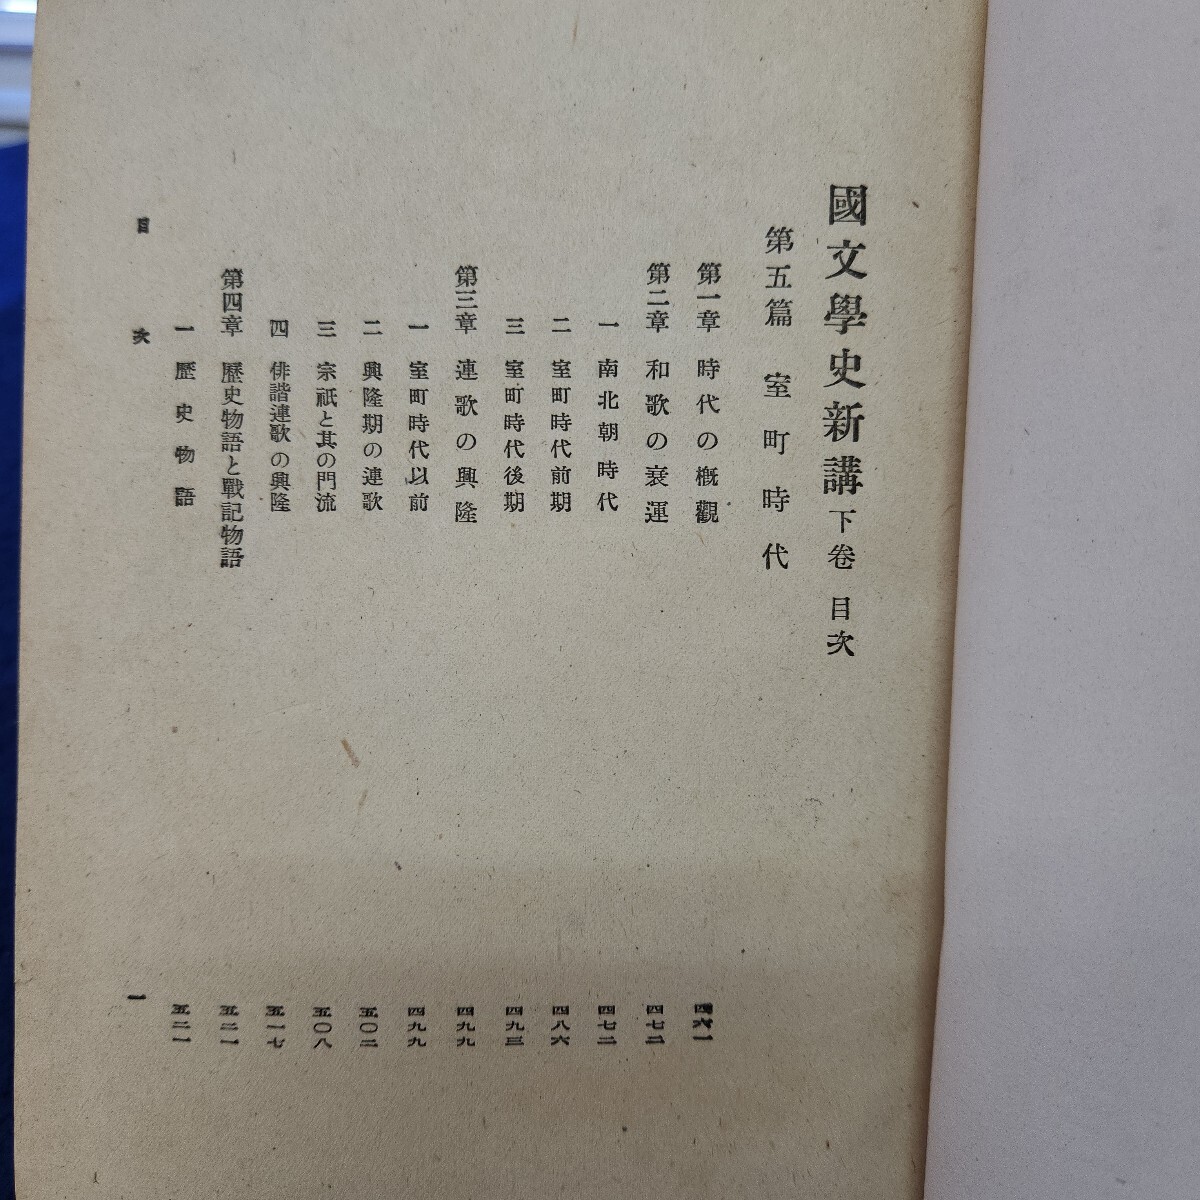 國文學史新講 下卷 目次
第五篇 室町時代
第一章 時代の概觀 四六一
第二章 和歌の衰運 四七二
一 南北朝時代 四七二
二 室町時代前期 四八六
三 室町時代後期 四九三
第三章 連歌の興隆 四九九
一 室町時代以前 四九九
二 興隆期の連歌 五〇二
三 宗祇と其の門流 五〇八
四 俳諧連歌の興隆 五一七
第四章 歷史物語と戰記物語 五二一
一 歷史物語 五二一
目次 一